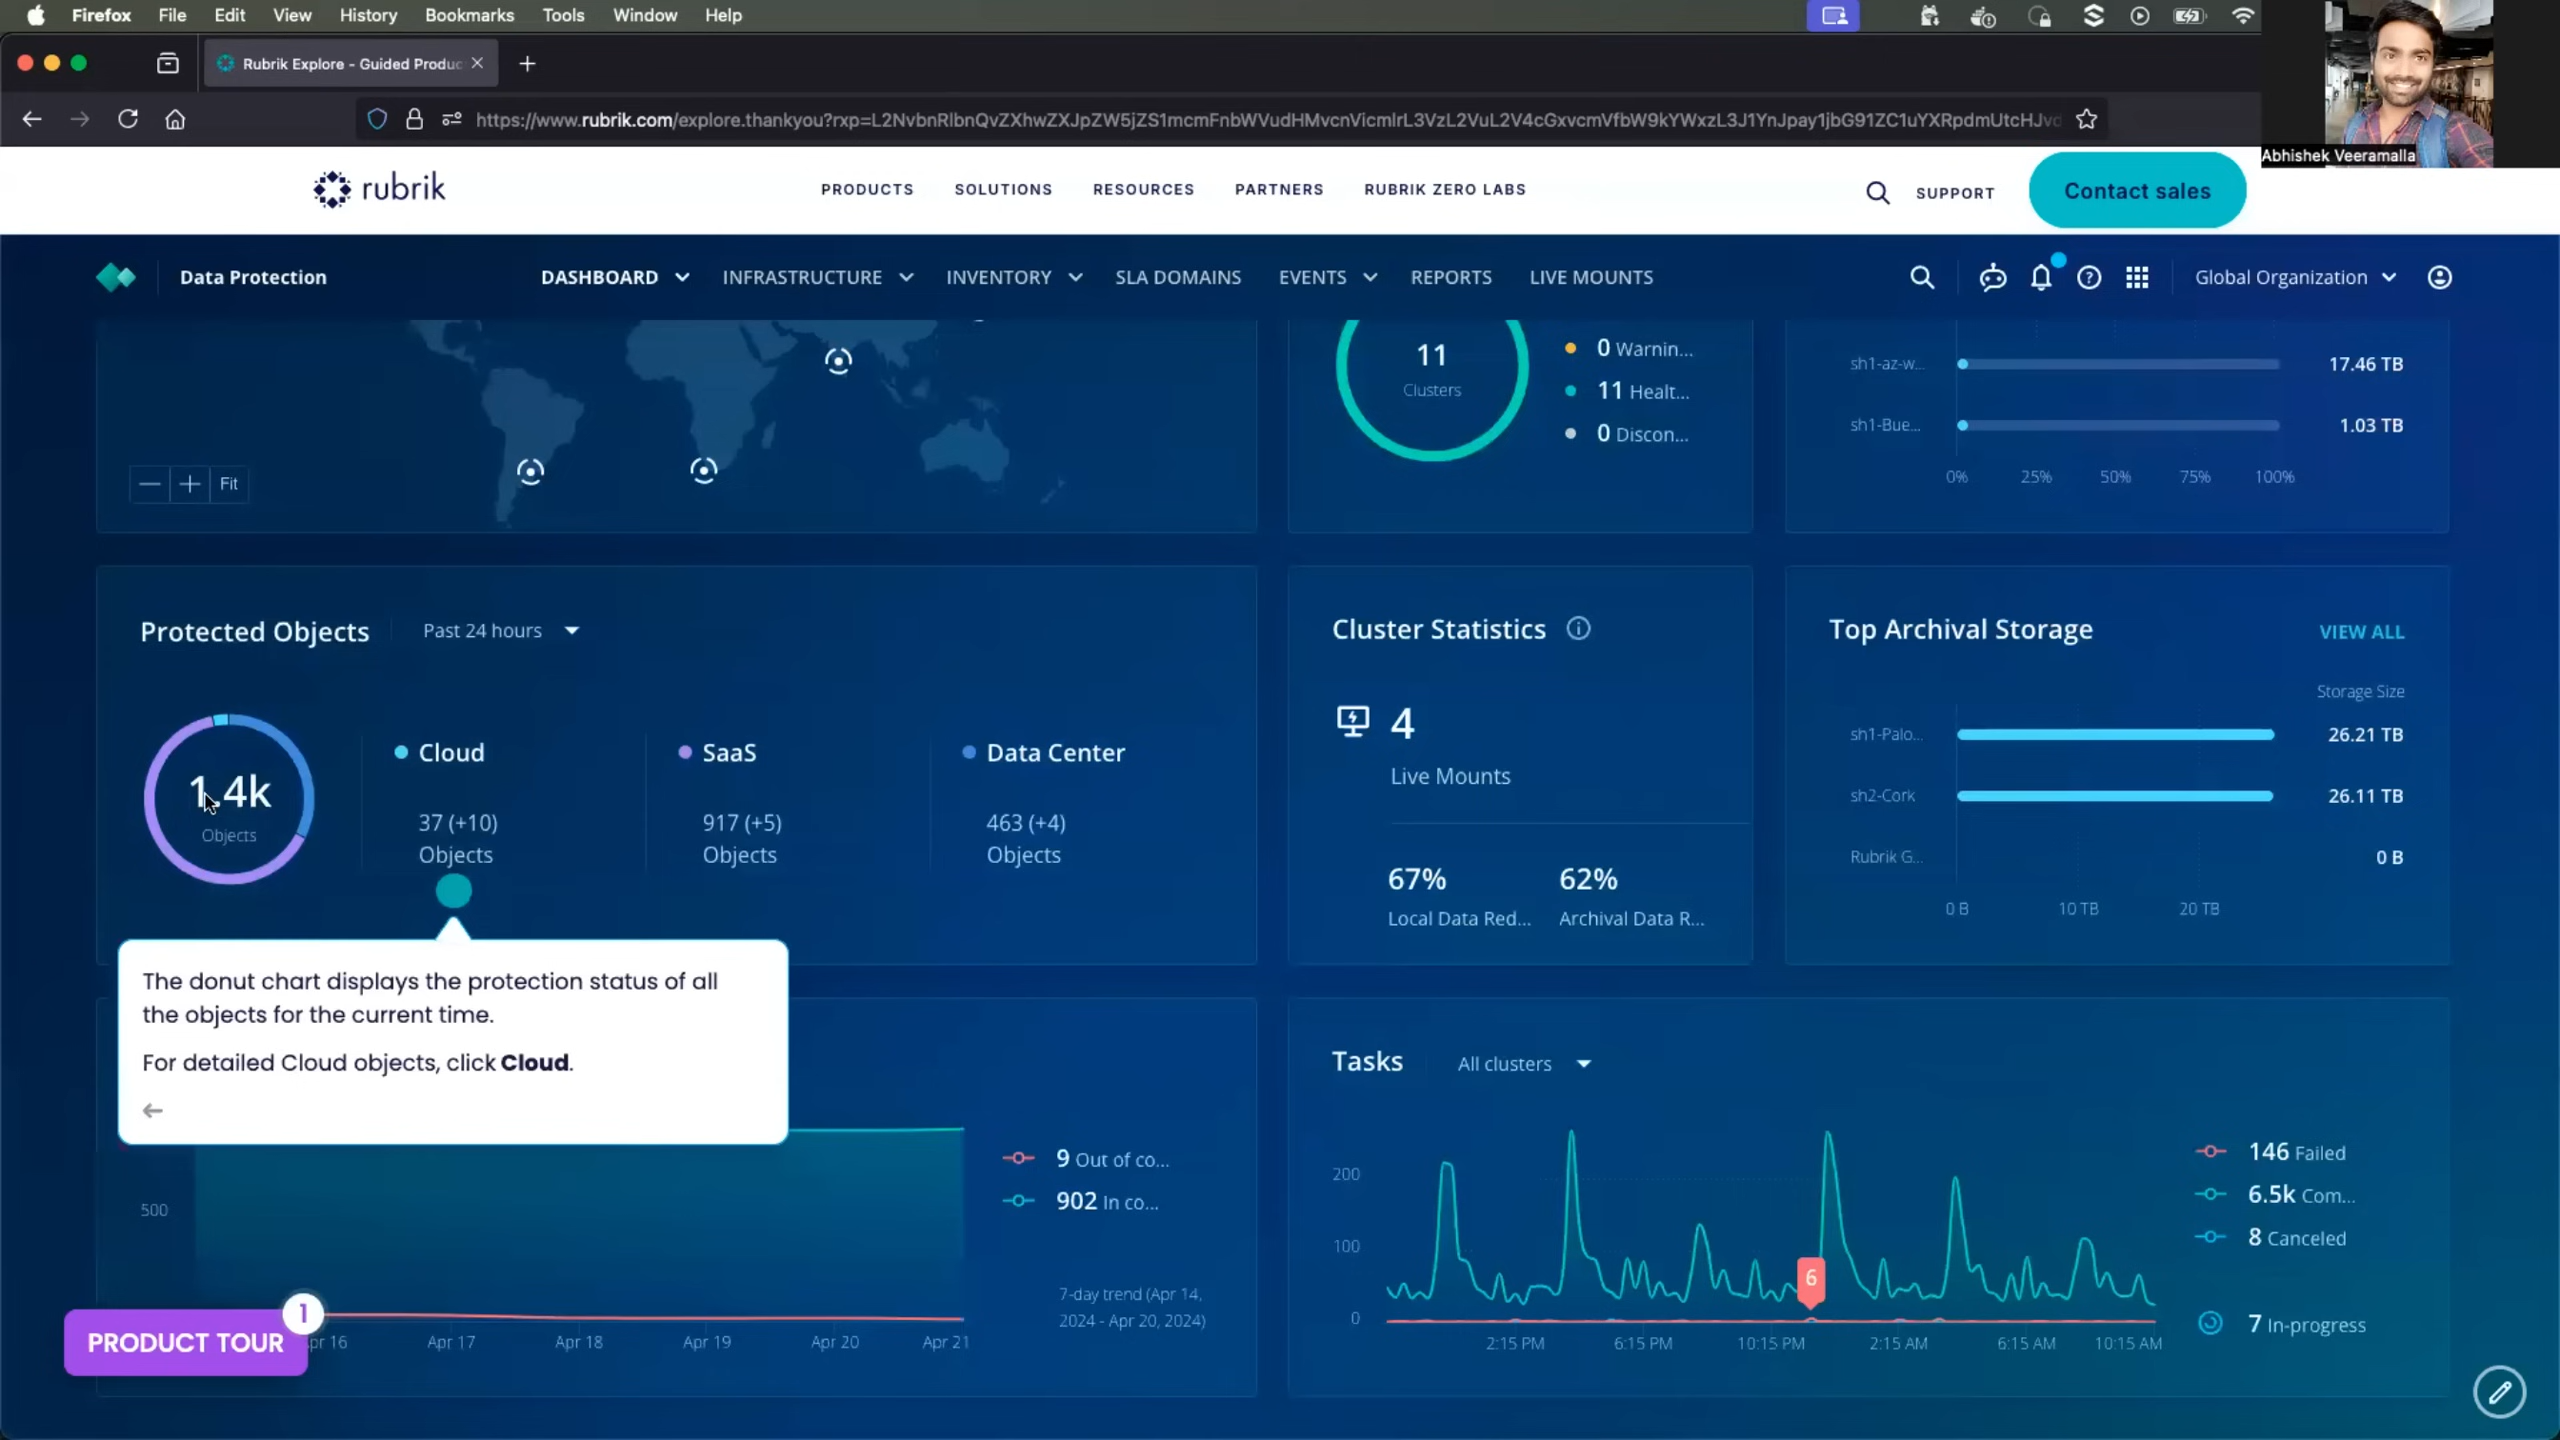 Firefox File Edit View History Bookmarks Tools Window Help
Rubrik Explore - Guided Produc
https://www.rubrik.com/explore.thankyou?rxp=L2NvbnRlbnQvZXhwZXJpZW5jZS1mcmFnbWVudHMvcnVicmlrL3VzL2VuL2V4cGxvcmVfbW9kYWxzL3J1YnJpay1jbG91ZC1uYXRpdmUtcHJvd
Abhishek Veeramalla
rubrik
PRODUCTS SOLUTIONS RESOURCES PARTNERS RUBRIK ZERO LABS
SUPPORT
Contact sales
Data Protection
DASHBOARD INFRASTRUCTURE INVENTORY SLA DOMAINS EVENTS REPORTS LIVE MOUNTS
Global Organization
Fit
11
Clusters
0 Warnin...
11 Healt...
0 Discon...
sh1-az-w... 17.46 TB
sh1-Bue... 1.03 TB
0% 25% 50% 75% 100%
Protected Objects Past 24 hours
1.4k
Objects
Cloud
37 (+10)
Objects
SaaS
917 (+5)
Objects
Data Center
463 (+4)
Objects
Cluster Statistics
4
Live Mounts
67%
Local Data Red...
62%
Archival Data R...
Top Archival Storage VIEW ALL
Storage Size
sh1-Palo... 26.21 TB
sh2-Cork 26.11 TB
Rubrik G... 0 B
0 B 10 TB 20 TB
The donut chart displays the protection status of all
the objects for the current time.
For detailed Cloud objects, click Cloud.
500
9 Out of co...
902 In co...
7-day trend (Apr 14,
2024 - Apr 20, 2024)
pr 16 Apr 17 Apr 18 Apr 19 Apr 20 Apr 21
PRODUCT TOUR
1
Tasks All clusters
200
100
0
6
2:15 PM 6:15 PM 10:15 PM 2:15 AM 6:15 AM 10:15 AM
146 Failed
6.5k Com...
8 Canceled
7 In-progress